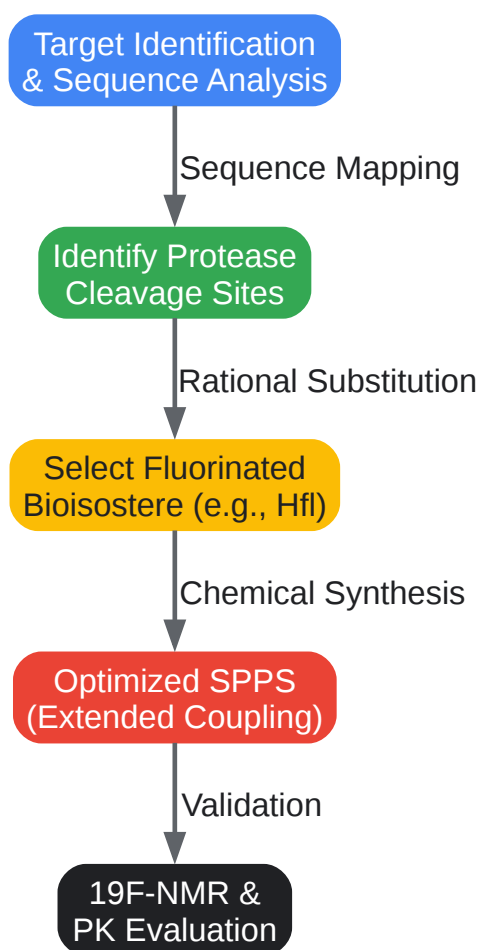 Target Identification
& Sequence Analysis
Sequence Mapping
Identify Protease
Cleavage Sites
Rational Substitution
Select Fluorinated
Bioisostere (e.g., Hfl)
Chemical Synthesis
Optimized SPPS
(Extended Coupling)
Validation
19F-NMR &
PK Evaluation